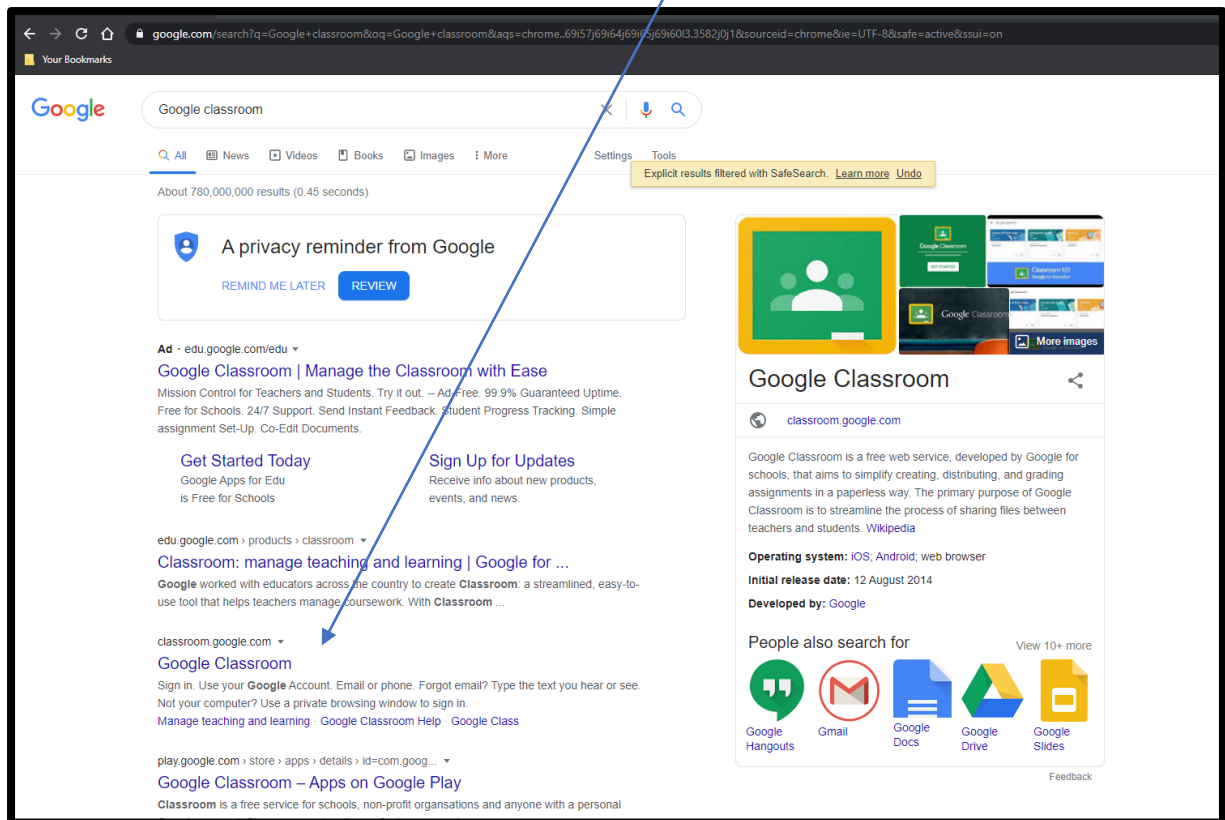 google.com/search?q=Google+classroom&oq=Google+classroom&aqs=chrome..69i57j69i64j69i65j69i60l3.3582j0j1&sourceid=chrome&ie=UTF-8&safe=active&ssui=on
Your Bookmarks
Google
Google classroom
All News Videos Books Images More Settings Tools
Explicit results filtered with SafeSearch. Learn more Undo
About 780,000,000 results (0.45 seconds)
A privacy reminder from Google
REMIND ME LATER REVIEW
Ad · edu.google.com/edu
Google Classroom | Manage the Classroom with Ease
Mission Control for Teachers and Students. Try it out. -- Ad-Free. 99.9% Guaranteed Uptime.
Free for Schools. 24/7 Support. Send Instant Feedback. Student Progress Tracking. Simple
assignment Set-Up. Co-Edit Documents.
Get Started Today
Google Apps for Edu
is Free for Schools
Sign Up for Updates
Receive info about new products,
events, and news.
edu.google.com › products › classroom
Classroom: manage teaching and learning | Google for ...
Google worked with educators across the country to create Classroom: a streamlined, easy-to-
use tool that helps teachers manage coursework. With Classroom ...
classroom.google.com
Google Classroom
Sign in. Use your Google Account. Email or phone. Forgot email? Type the text you hear or see.
Not your computer? Use a private browsing window to sign in.
Manage teaching and learning · Google Classroom Help · Google Class
play.google.com › store › apps › details › id=com.goog...
Google Classroom – Apps on Google Play
Classroom is a free service for schools, non-profit organsations and anyone with a personal
Google Classroom
GET STARTED
Classroom 101
Google Classroom
More images
Google Classroom
classroom.google.com
Google Classroom is a free web service, developed by Google for
schools, that aims to simplify creating, distributing, and grading
assignments in a paperless way. The primary purpose of Google
Classroom is to streamline the process of sharing files between
teachers and students. Wikipedia
Operating system: iOS; Android; web browser
Initial release date: 12 August 2014
Developed by: Google
People also search for
View 10+ more
Google
Hangouts
Gmail
Google
Docs
Google
Drive
Google
Slides
Feedback